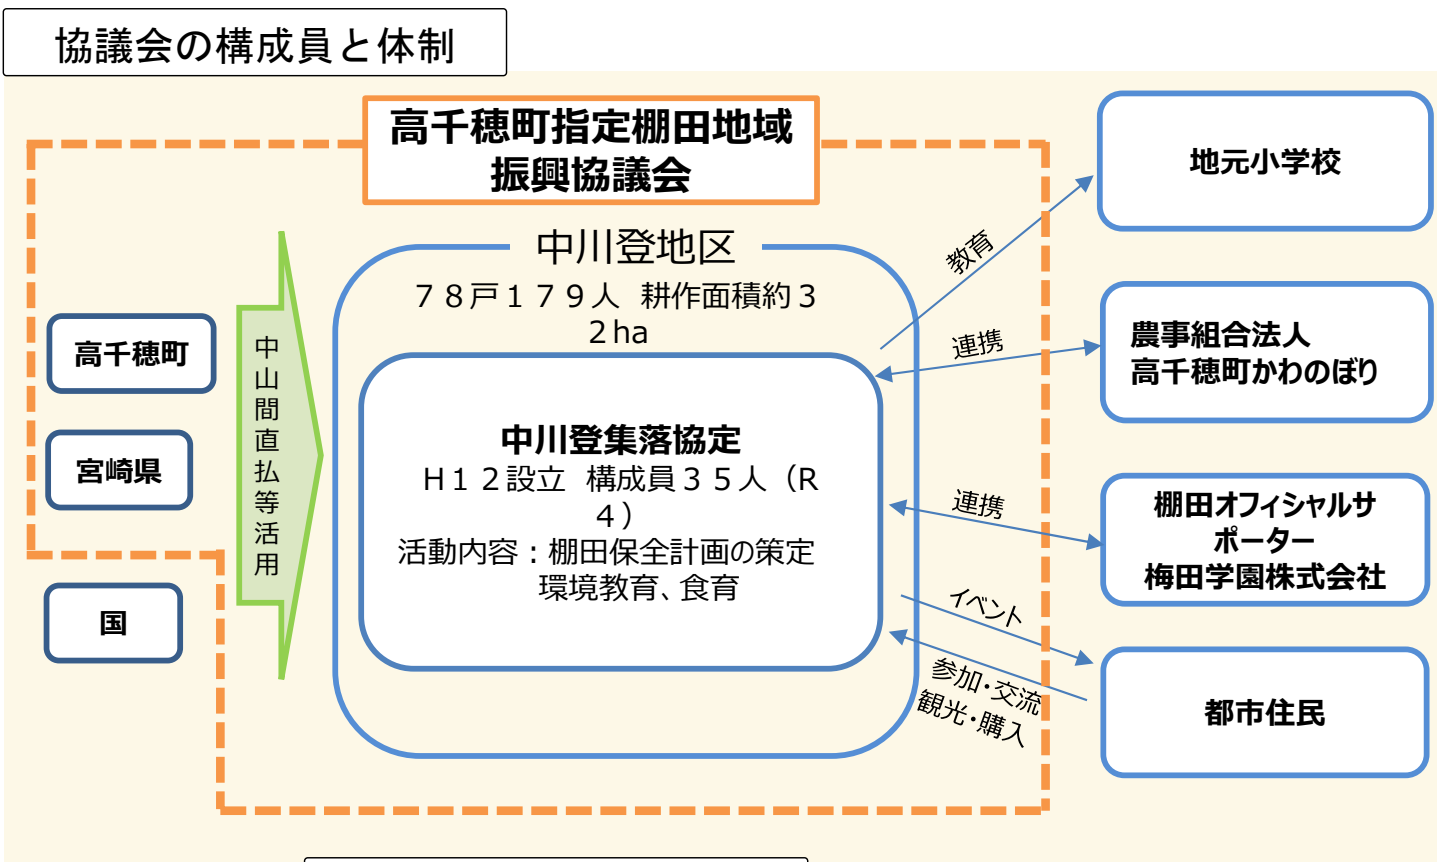 協議会の構成員と体制
高千穂町指定棚田地域
振興協議会
中川登地区
７８戸１７９人 耕作面積約３
２ha
中川登集落協定
H１２設立 構成員３５人（R
４）
活動内容：棚田保全計画の策定
環境教育、食育
高千穂町
宮崎県
国
中山間直払等活用
教育
連携
連携
イベント
参加・交流
観光・購入
地元小学校
農事組合法人
高千穂町かわのぼり
棚田オフィシャルサ
ポーター
梅田学園株式会社
都市住民